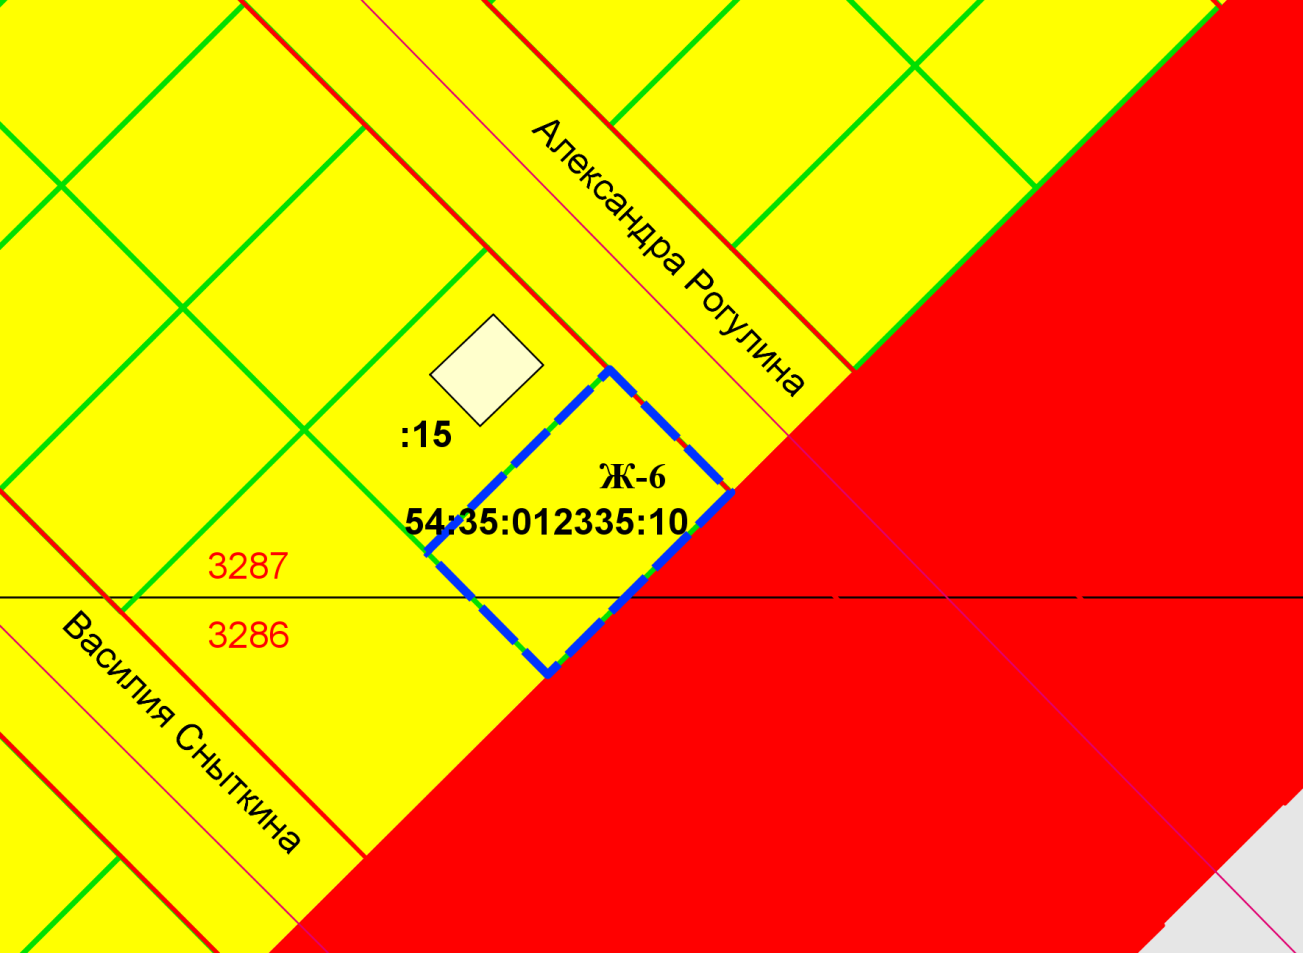 Александра Рогулина
:15
Ж-6
54:35:012335:10
3287
3286
Василия Сныткина